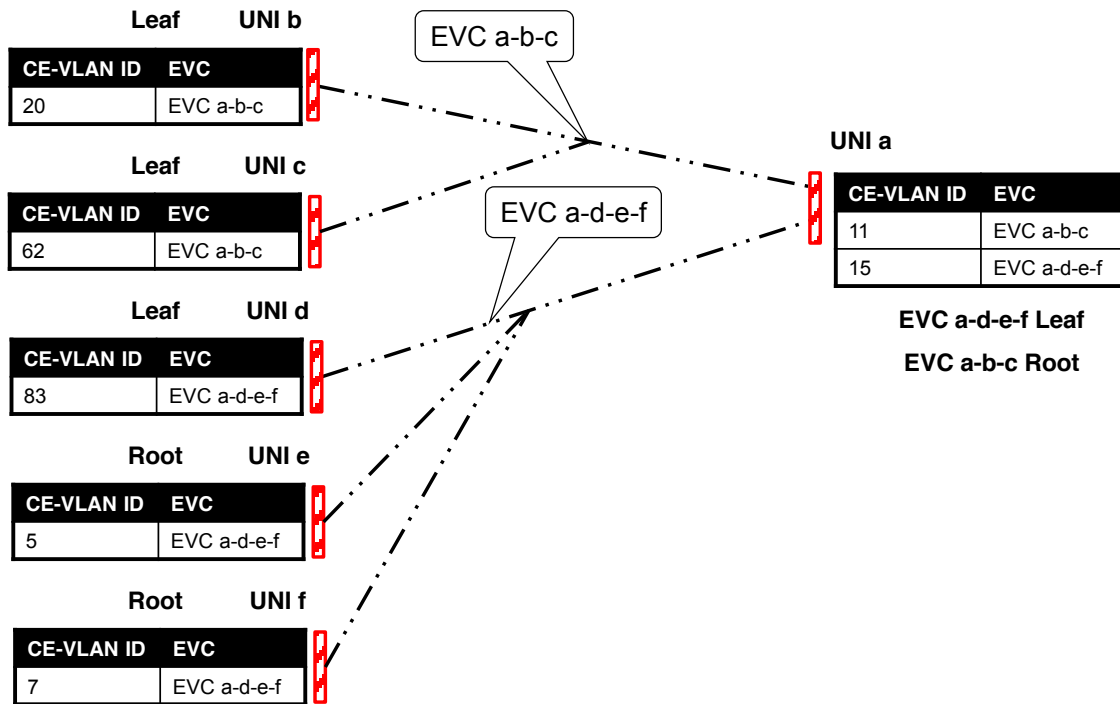 Leaf UNI b
CE-VLAN ID EVC
20 EVC a-b-c
EVC a-b-c
Leaf UNI c
CE-VLAN ID EVC
62 EVC a-b-c
UNI a
CE-VLAN ID EVC
11 EVC a-b-c
15 EVC a-d-e-f
EVC a-d-e-f Leaf
EVC a-b-c Root
EVC a-d-e-f
Leaf UNI d
CE-VLAN ID EVC
83 EVC a-d-e-f
Root UNI e
CE-VLAN ID EVC
5 EVC a-d-e-f
Root UNI f
CE-VLAN ID EVC
7 EVC a-d-e-f